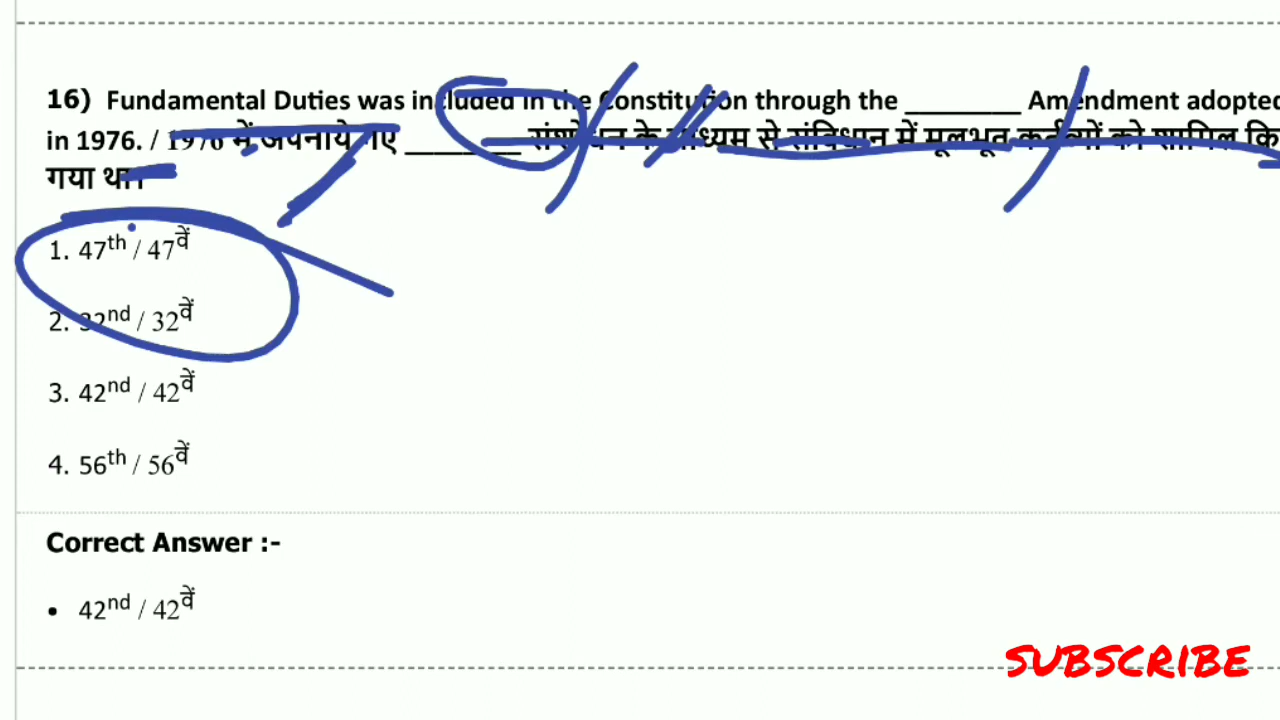 16) Fundamental Duties was included in the Constitution through the ________ Amendment adopted
in 1976. / 1976 में अपनाये गए ________ संशोधन के माध्यम से संविधान में मूलभूत कर्तव्यों को शामिल कि
गया था।
1. 47th / 47वें
2. 32nd / 32वें
3. 42nd / 42वें
4. 56th / 56वें
Correct Answer :-
• 42nd / 42वें
SUBSCRIBE